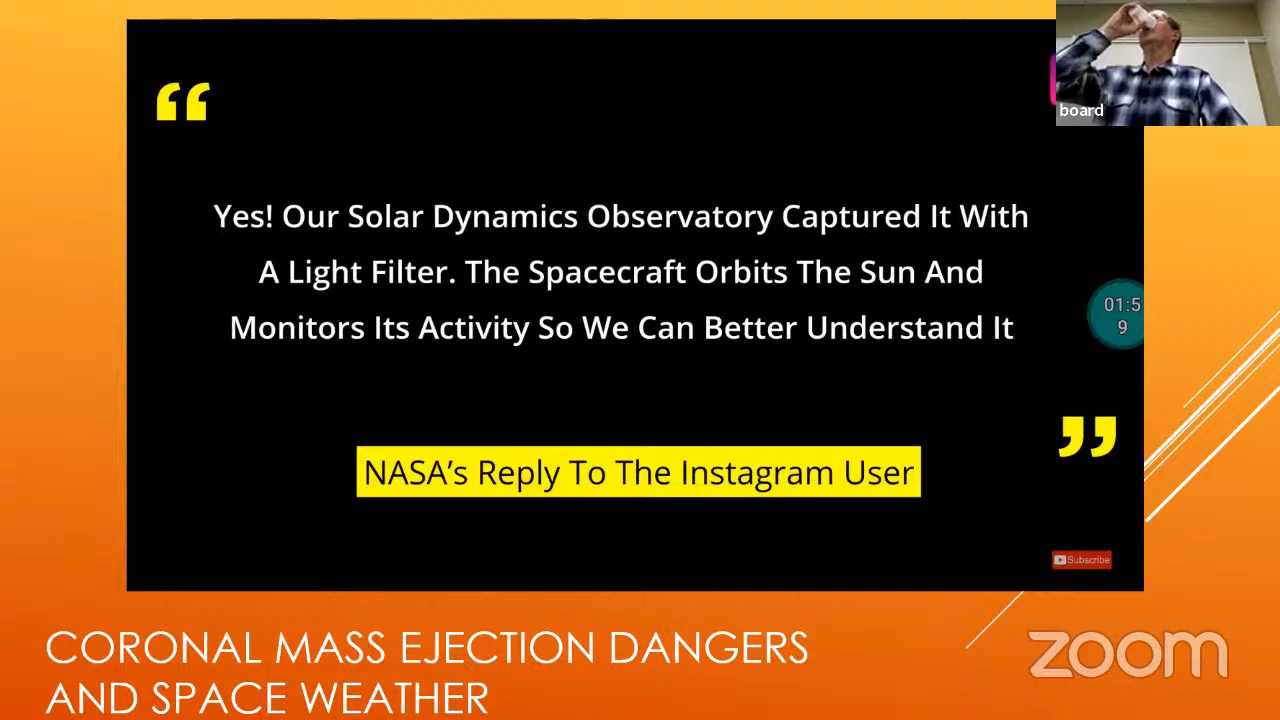 board
“
Yes! Our Solar Dynamics Observatory Captured It With
A Light Filter. The Spacecraft Orbits The Sun And
Monitors Its Activity So We Can Better Understand It
01:5
9
”
NASA’s Reply To The Instagram User
Subscribe
CORONAL MASS EJECTION DANGERS
AND SPACE WEATHER
zoom